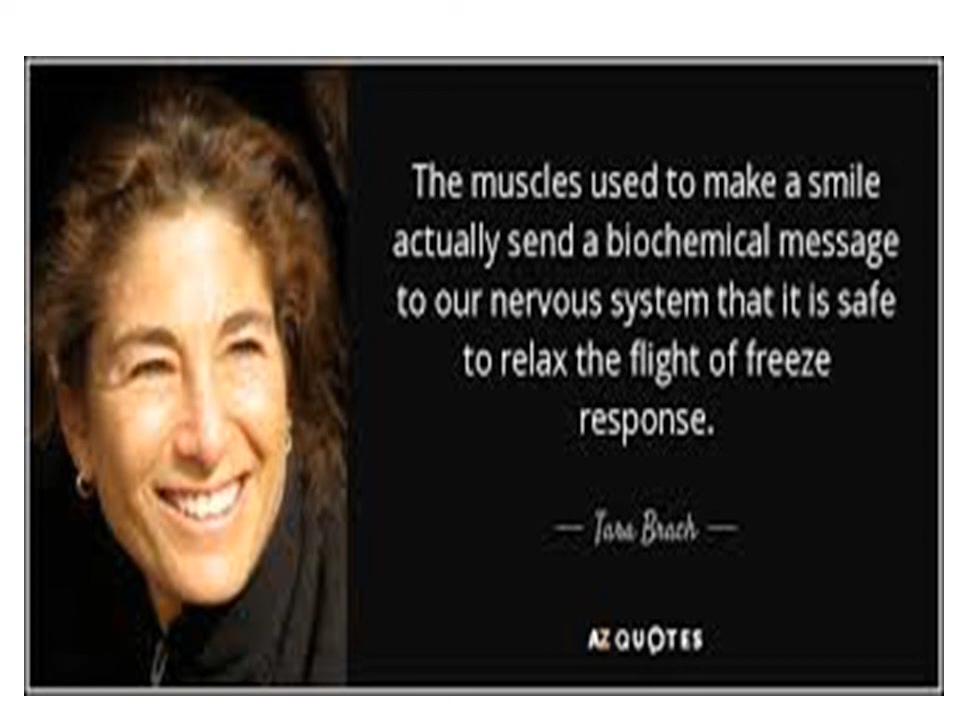 The muscles used to make a smile
actually send a biochemical message
to our nervous system that it is safe
to relax the flight of freeze
response.
— Tara Brach —
AZ QUOTES